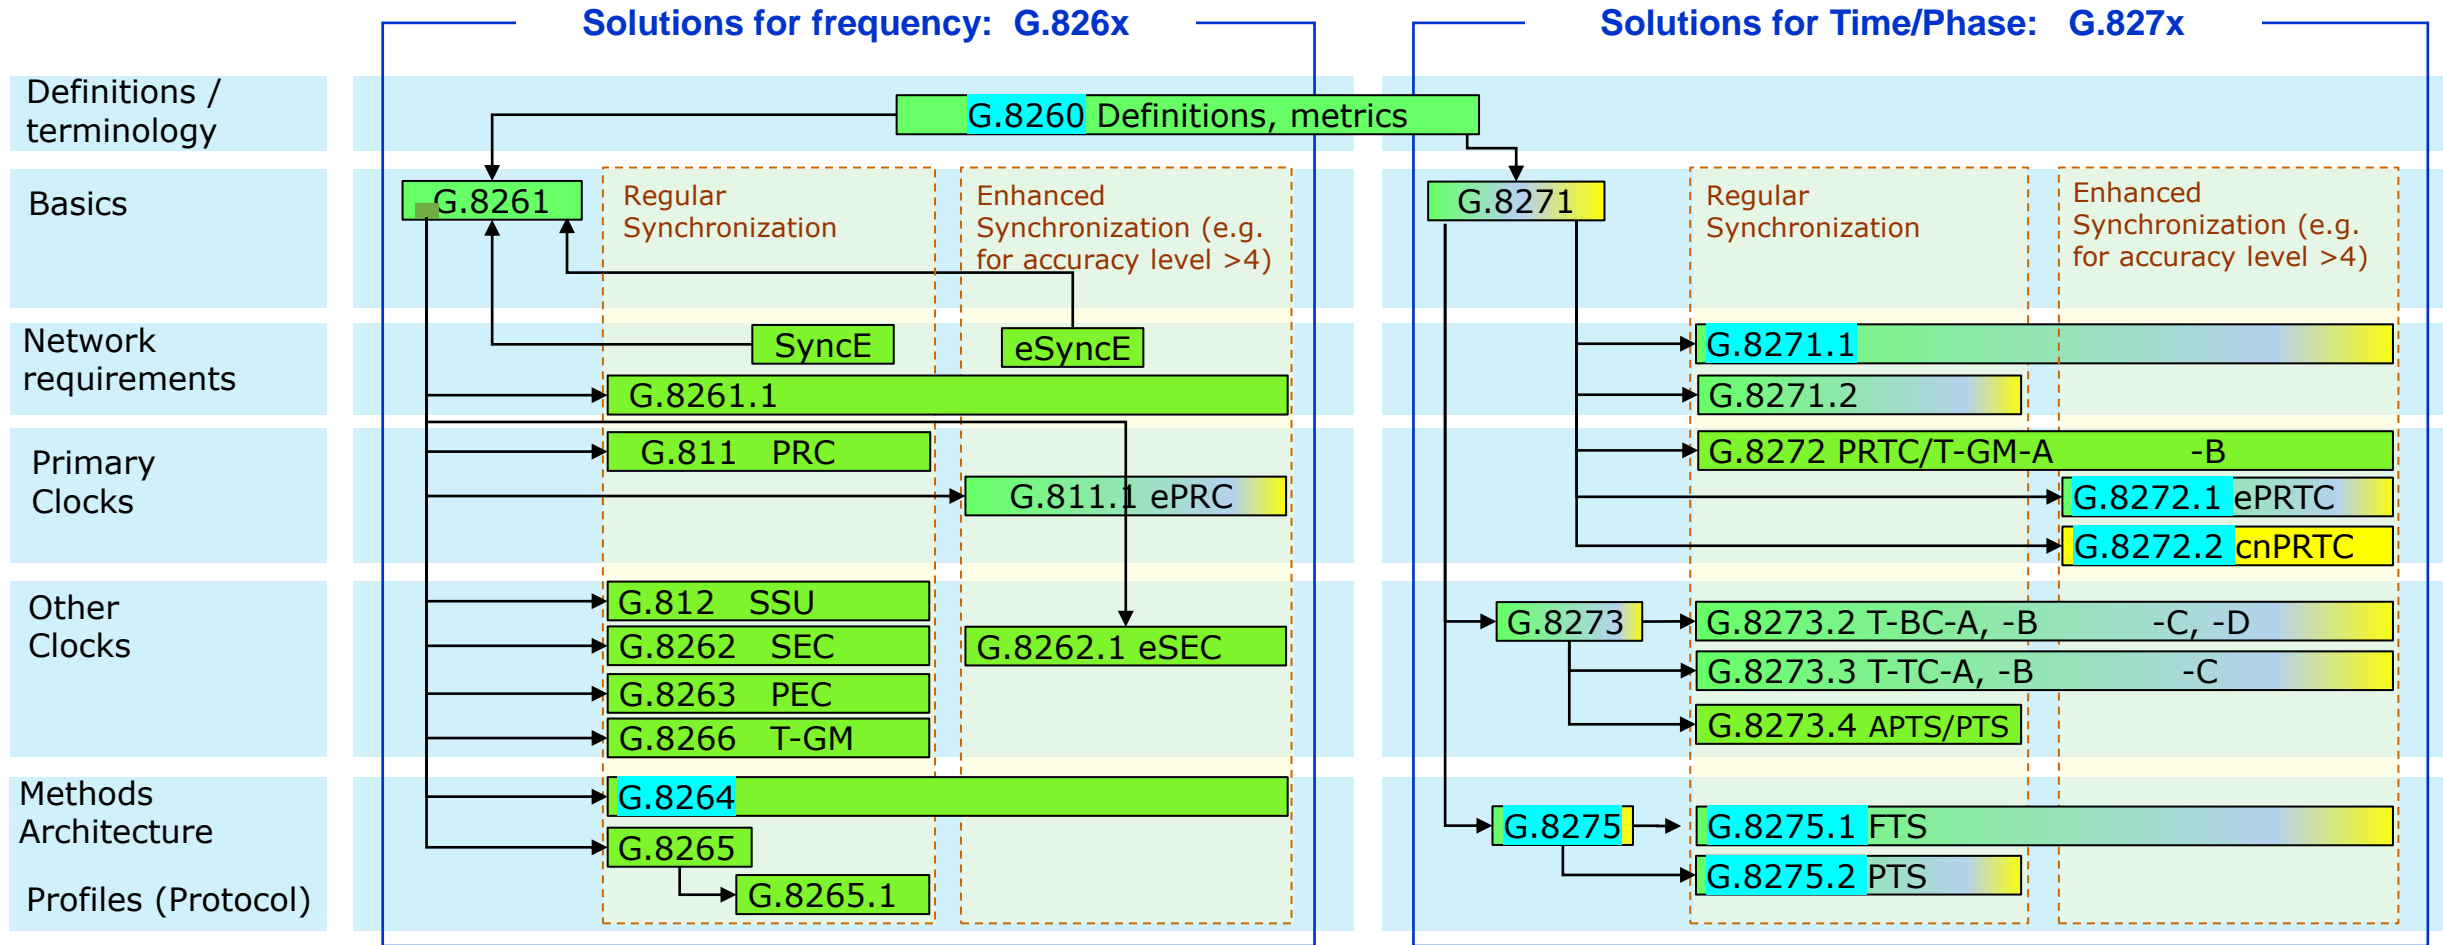 Solutions for frequency: G.826x
Solutions for Time/Phase: G.827x
Definitions /
terminology
G.8260 Definitions, metrics
Basics
G.8261
Regular
Synchronization
Enhanced
Synchronization (e.g.
for accuracy level >4)
G.8271
Regular
Synchronization
Enhanced
Synchronization (e.g.
for accuracy level >4)
Network
requirements
SyncE
eSyncE
G.8261.1
G.8271.1
G.8271.2
Primary
Clocks
G.811 PRC
G.811.1 ePRC
G.8272 PRTC/T-GM-A -B
G.8272.1 ePRTC
G.8272.2 cnPRTC
Other
Clocks
G.812 SSU
G.8262 SEC
G.8262.1 eSEC
G.8263 PEC
G.8266 T-GM
G.8273
G.8273.2 T-BC-A, -B -C, -D
G.8273.3 T-TC-A, -B -C
G.8273.4 APTS/PTS
Methods
Architecture
G.8264
G.8265
G.8275
G.8275.1 FTS
Profiles (Protocol)
G.8265.1
G.8275.2 PTS